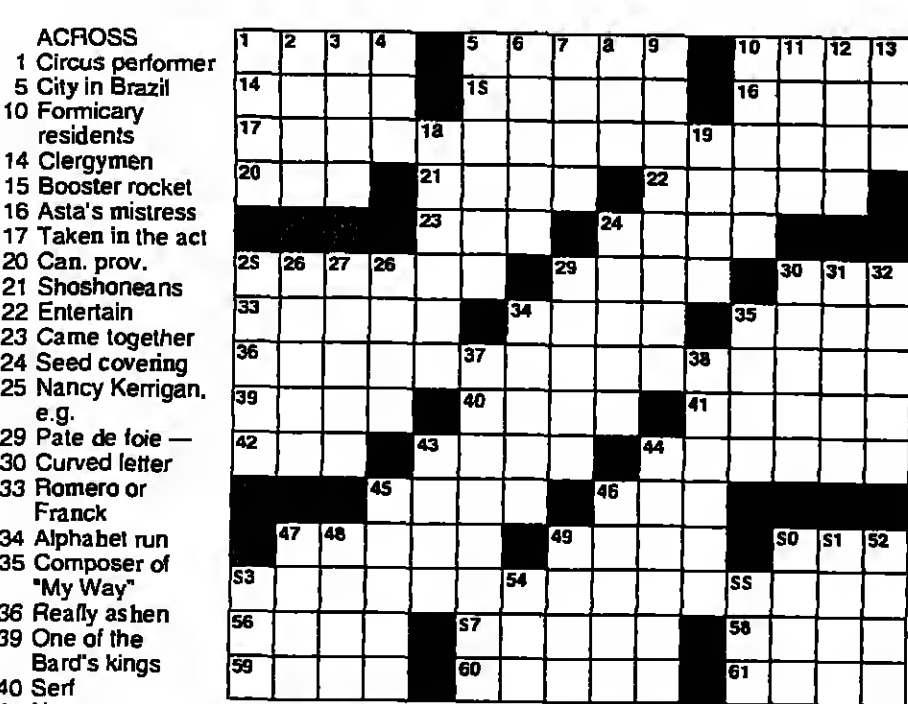 ACROSS
1 Circus performer
5 City in Brazil
10 Formicary
residents
14 Clergymen
15 Booster rocket
16 Asta's mistress
17 Taken in the act
20 Can. prov.
21 Shoshoneans
22 Entertain
23 Came together
24 Seed covering
25 Nancy Kerrigan,
e.g.
29 Pate de foie —
30 Curved letter
33 Romero or
Franck
34 Alphabet run
35 Composer of
"My Way"
36 Really ashen
39 One of the
Bard's kings
40 Serf
1 2 3 4 5 6 7 8 9 10 11 12 13
14 15 16
17 18 19
20 21 22
23 24
25 26 27 26 29 30 31 32
33 34 35
36 37 38
39 40 41
42 43 44
45 46
47 48 49 50 51 52
53 54 55
56 57 58
59 60 61